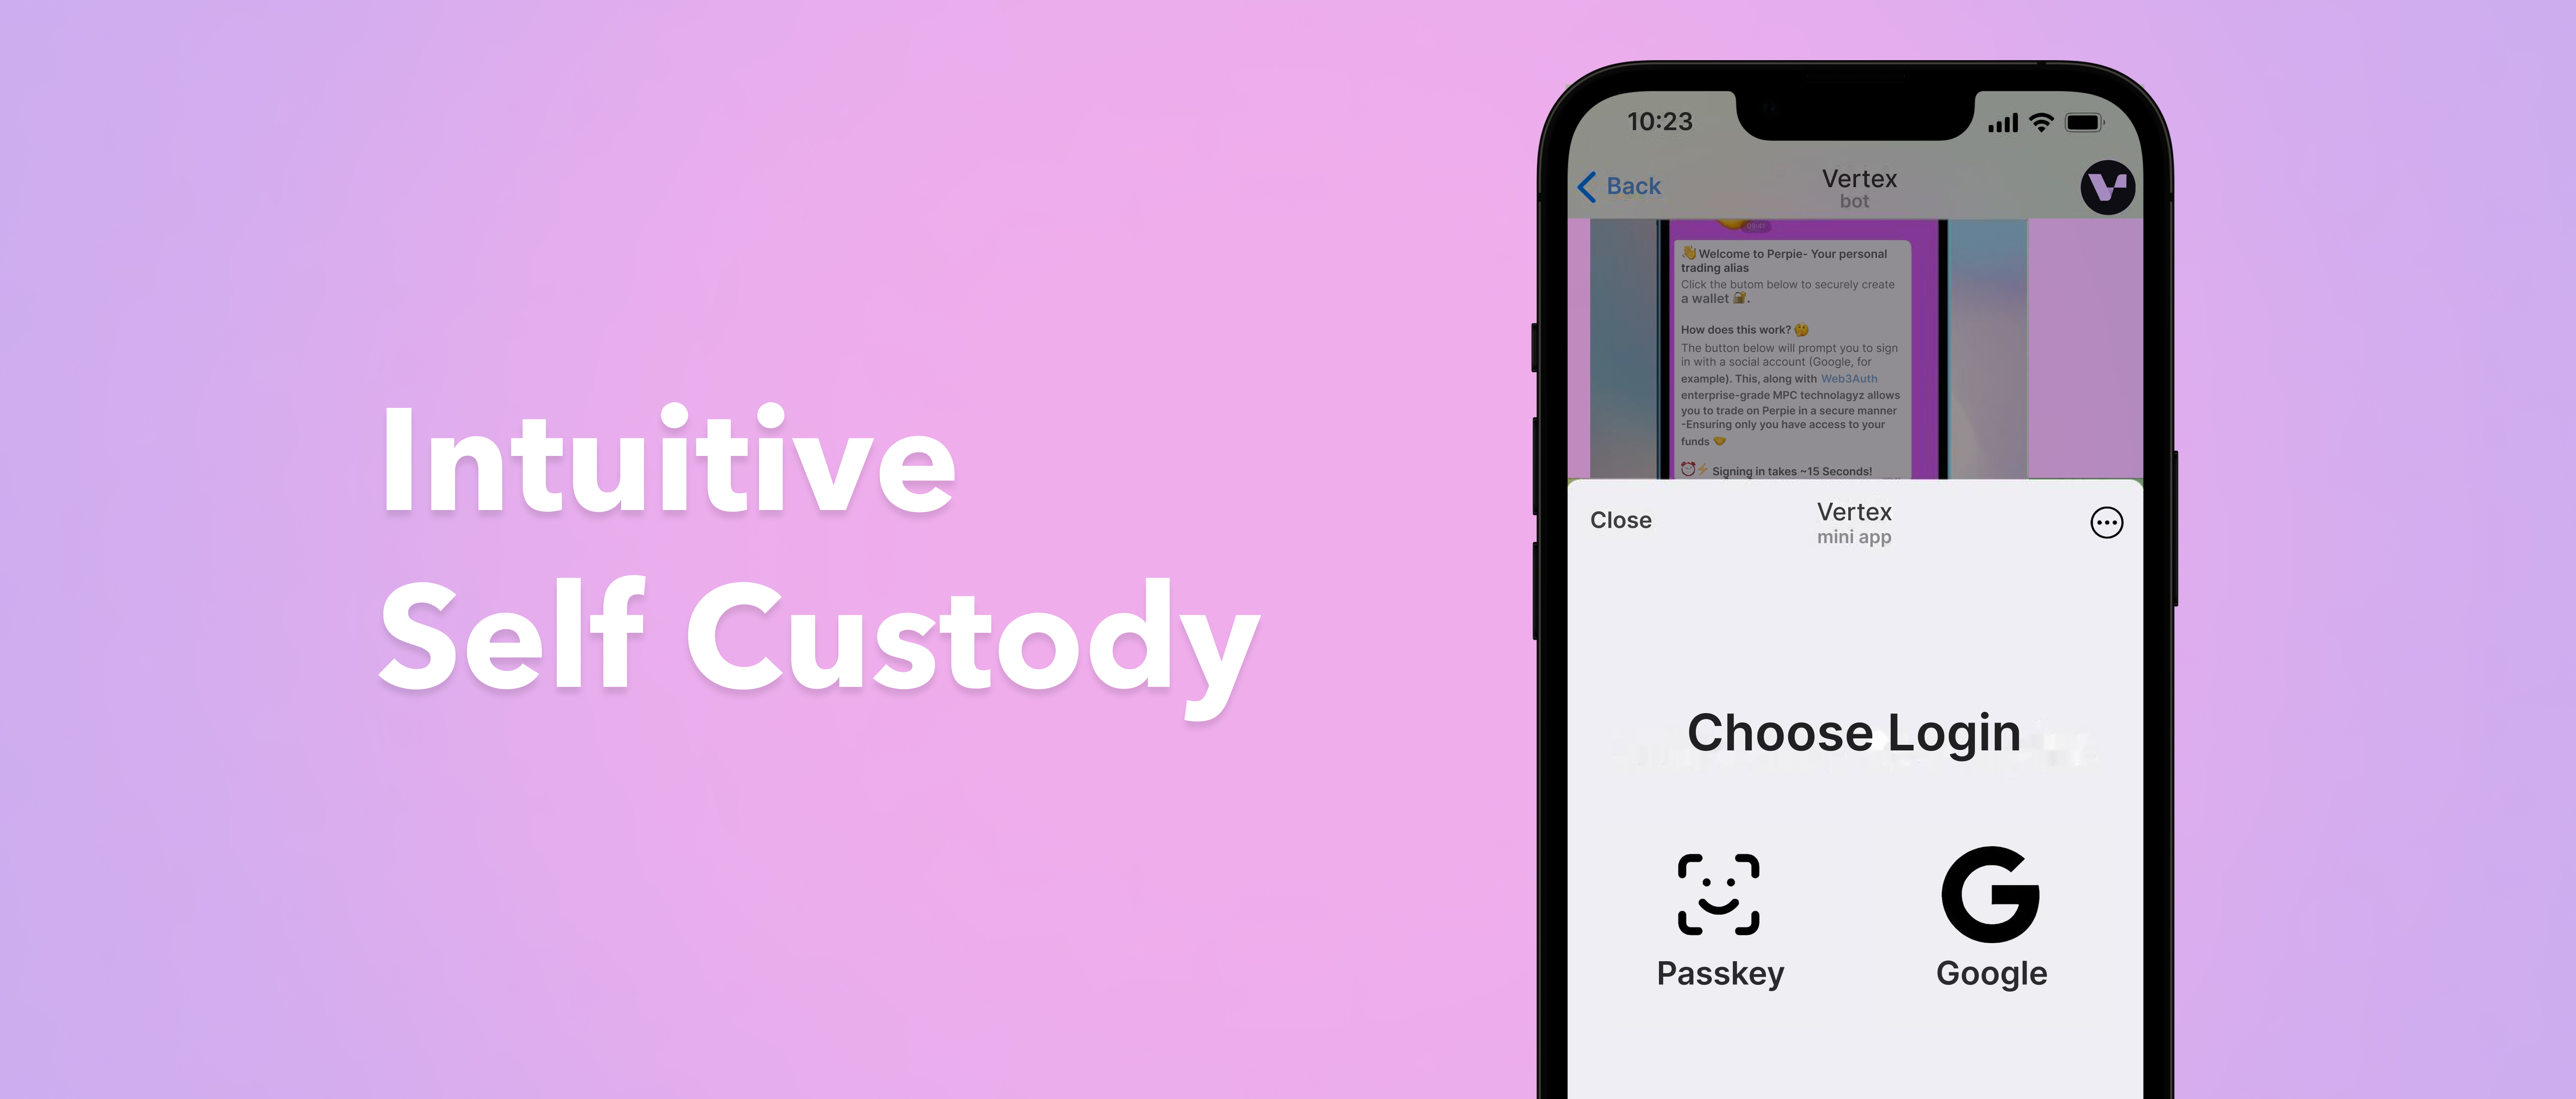 Intuitive
Self Custody
10:23
Back
Vertex
bot
👋 Welcome to Perpie- Your personal
trading alias
Click the butom below to securely create
a wallet 🔐.
How does this work? 🤔
The button below will prompt you to sign
in with a social account (Google, for
example). This, along with Web3Auth
enterprise-grade MPC technolagyz allows
you to trade on Perpie in a secure manner
-Ensuring only you have access to your
funds 🤝
⏰⚡ Signing in takes ~15 Seconds!
Close
Vertex
mini app
Choose Login
Passkey
Google